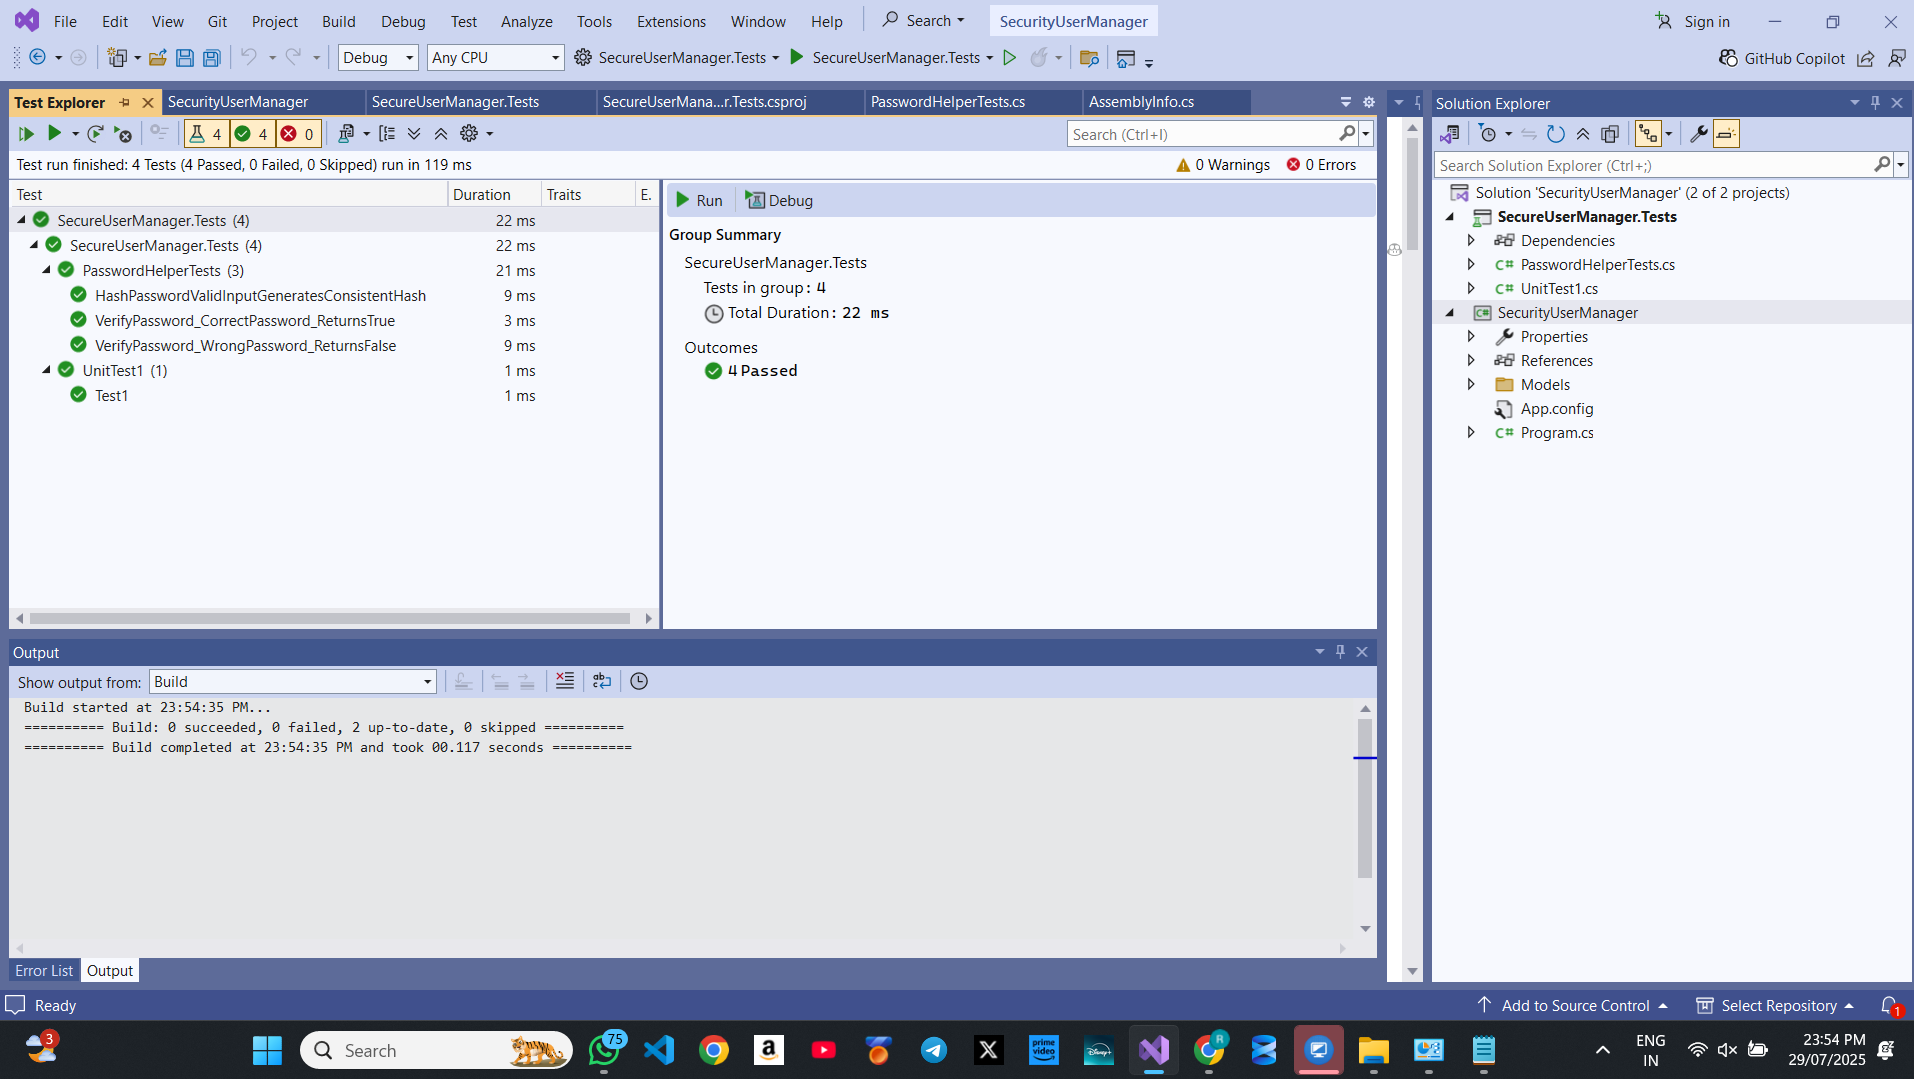 File Edit View Git Project Build Debug Test Analyze Tools Extensions Window Help Search SecurityUserManager Sign in
Debug Any CPU SecureUserManager.Tests SecureUserManager.Tests GitHub Copilot
Test Explorer SecurityUserManager SecureUserManager.Tests SecureUserMana...r.Tests.csproj PasswordHelperTests.cs AssemblyInfo.cs
4 4 0 Search (Ctrl+I)
Test run finished: 4 Tests (4 Passed, 0 Failed, 0 Skipped) run in 119 ms 0 Warnings 0 Errors
Test Duration Traits E.
SecureUserManager.Tests (4) 22 ms
SecureUserManager.Tests (4) 22 ms
PasswordHelperTests (3) 21 ms
HashPasswordValidInputGeneratesConsistentHash 9 ms
VerifyPassword_CorrectPassword_ReturnsTrue 3 ms
VerifyPassword_WrongPassword_ReturnsFalse 9 ms
UnitTest1 (1) 1 ms
Test1 1 ms
Run Debug
Group Summary
SecureUserManager.Tests
Tests in group: 4
Total Duration: 22 ms
Outcomes
4 Passed
Solution Explorer
Search Solution Explorer (Ctrl+;)
Solution 'SecurityUserManager' (2 of 2 projects)
SecureUserManager.Tests
Dependencies
C# PasswordHelperTests.cs
C# UnitTest1.cs
C# SecurityUserManager
Properties
References
Models
App.config
C# Program.cs
Output
Show output from: Build
Build started at 23:54:35 PM...
========== Build: 0 succeeded, 0 failed, 2 up-to-date, 0 skipped ==========
========== Build completed at 23:54:35 PM and took 00.117 seconds ==========
Error List Output
Ready Add to Source Control Select Repository 1
3 Search 75 a prime video Disney+ R ENG IN 23:54 PM
29/07/2025